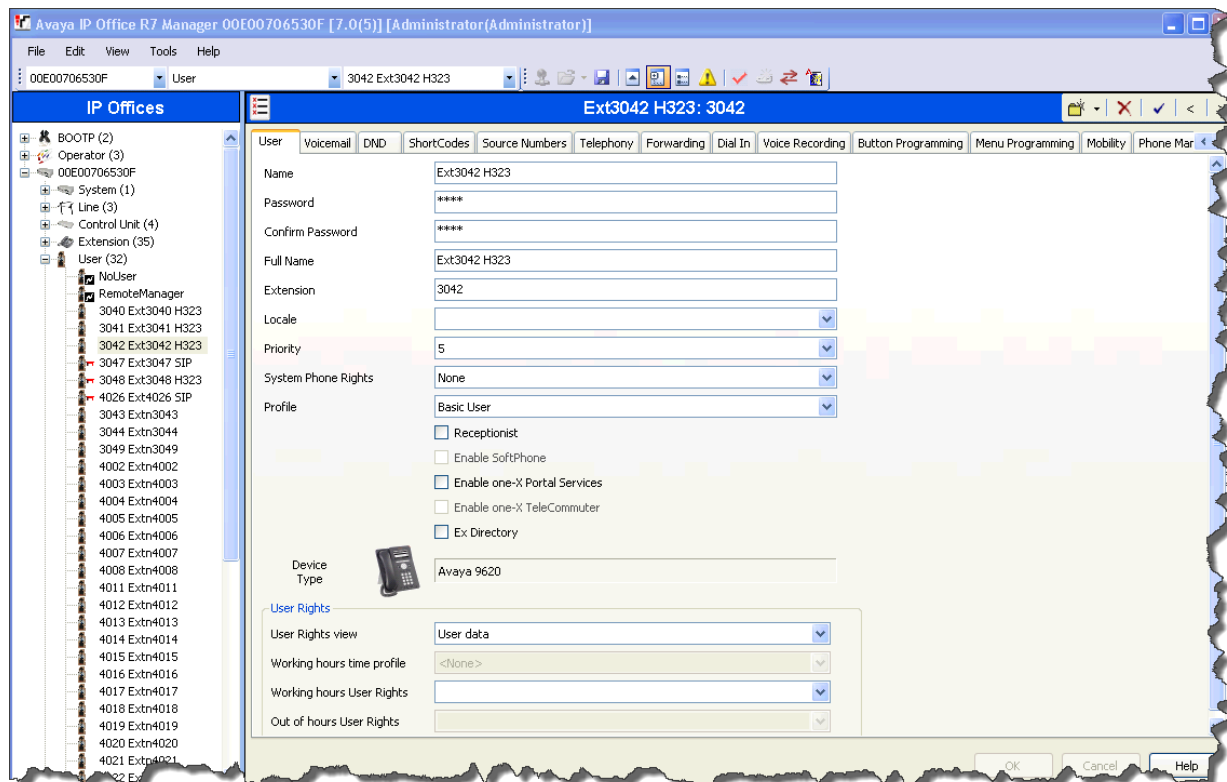 Avaya IP Office R7 Manager 00E00706530F [7.0(5)] [Administrator(Administrator)]
File Edit View Tools Help
00E00706530F User 3042 Ext3042 H323
IP Offices
Ext3042 H323: 3042
BOOTP (2)
Operator (3)
00E00706530F
System (1)
Line (3)
Control Unit (4)
Extension (35)
User (32)
NoUser
RemoteManager
3040 Ext3040 H323
3041 Ext3041 H323
3042 Ext3042 H323
3047 Ext3047 SIP
3048 Ext3048 H323
4026 Ext4026 SIP
3043 Extn3043
3044 Extn3044
3049 Extn3049
4002 Extn4002
4003 Extn4003
4004 Extn4004
4005 Extn4005
4006 Extn4006
4007 Extn4007
4008 Extn4008
4011 Extn4011
4012 Extn4012
4013 Extn4013
4014 Extn4014
4015 Extn4015
4016 Extn4016
4017 Extn4017
4018 Extn4018
4019 Extn4019
4020 Extn4020
4021 Extn4021
User Voicemail DND ShortCodes Source Numbers Telephony Forwarding Dial In Voice Recording Button Programming Menu Programming Mobility Phone Mar
Name Ext3042 H323
Password ****
Confirm Password ****
Full Name Ext3042 H323
Extension 3042
Locale
Priority 5
System Phone Rights None
Profile Basic User
Receptionist
Enable SoftPhone
Enable one-X Portal Services
Enable one-X TeleCommuter
Ex Directory
Device
Type
Avaya 9620
User Rights
User Rights view User data
Working hours time profile <None>
Working hours User Rights
Out of hours User Rights
OK Cancel Help